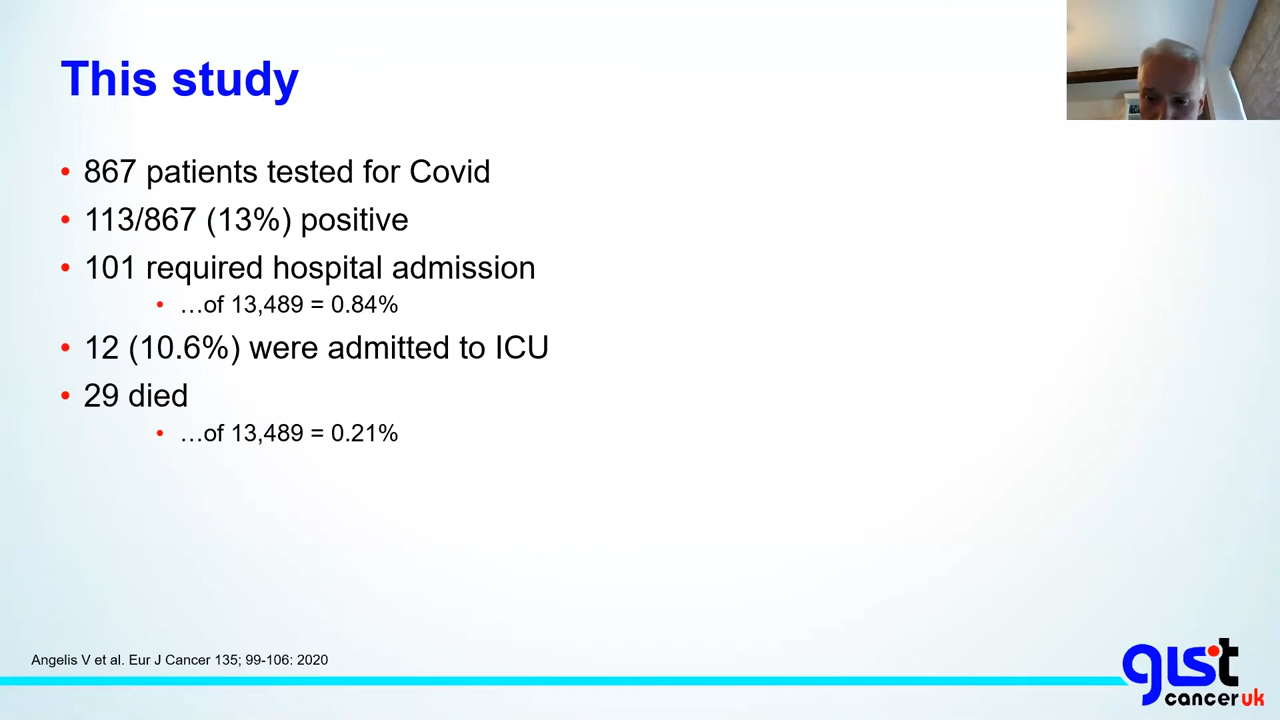 This study
• 867 patients tested for Covid
• 113/867 (13%) positive
• 101 required hospital admission
• …of 13,489 = 0.84%
• 12 (10.6%) were admitted to ICU
• 29 died
• …of 13,489 = 0.21%
Angelis V et al. Eur J Cancer 135; 99-106: 2020
gist
cancer uk